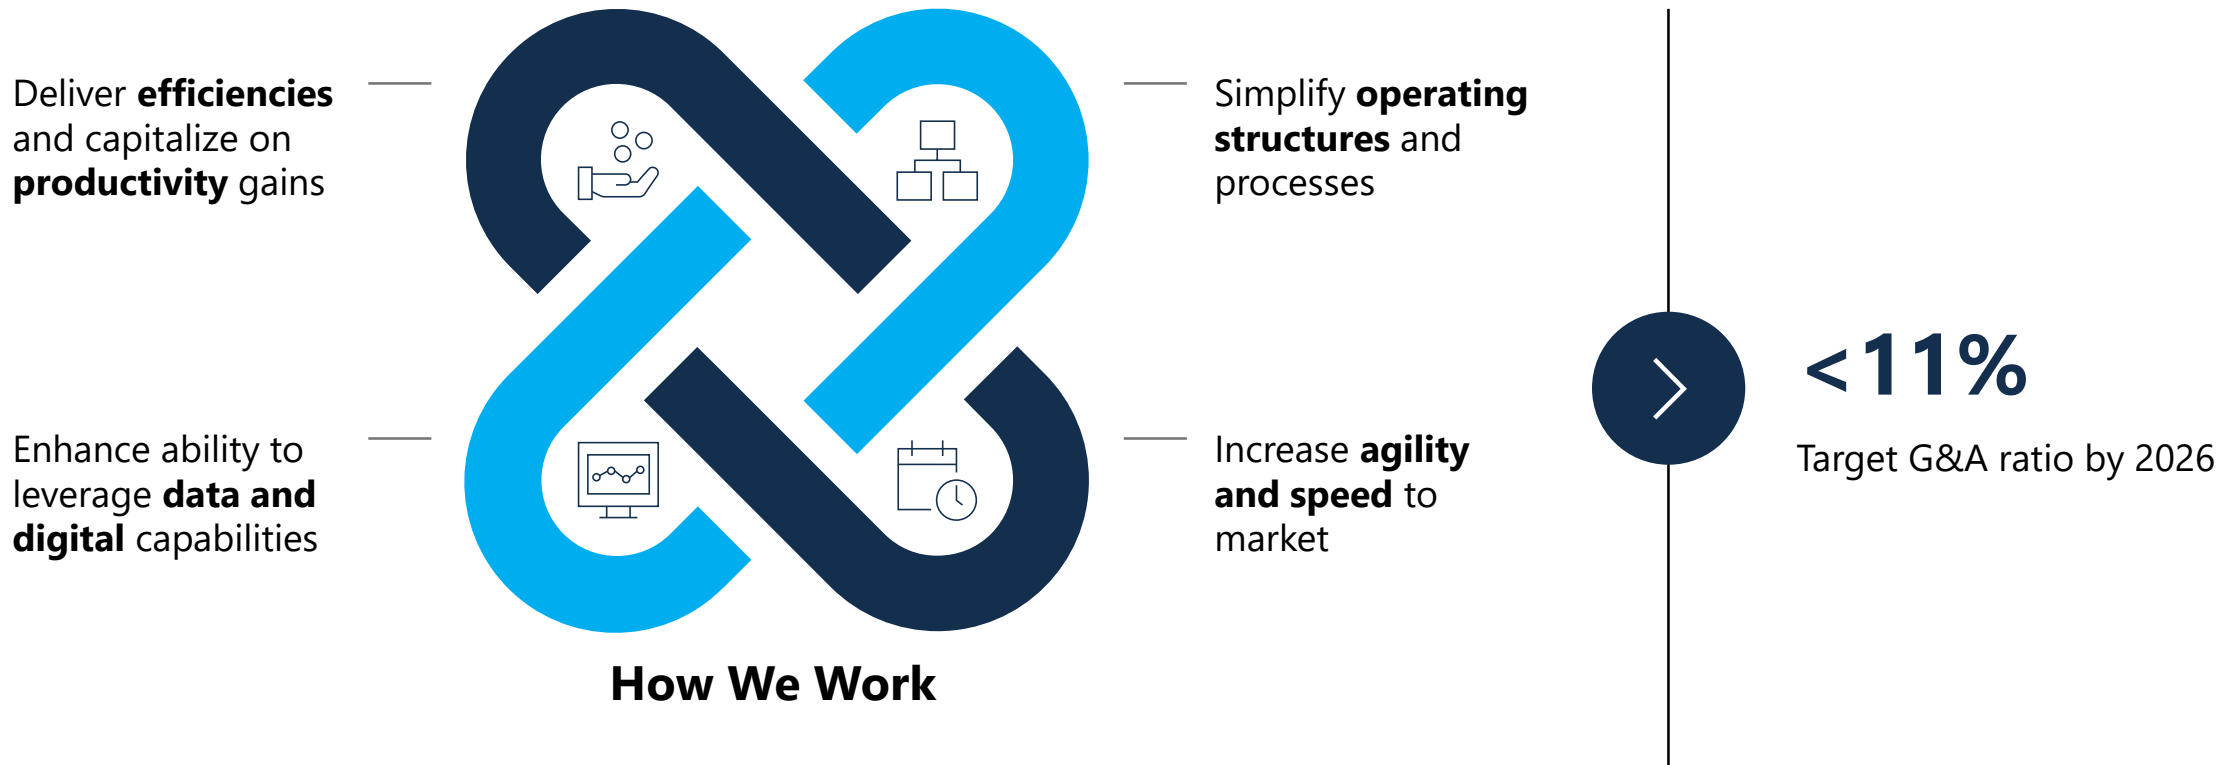 Deliver efficiencies
and capitalize on
productivity gains
Simplify operating
structures and
processes
Enhance ability to
leverage data and
digital capabilities
Increase agility
and speed to
market
How We Work
<11%
Target G&A ratio by 2026